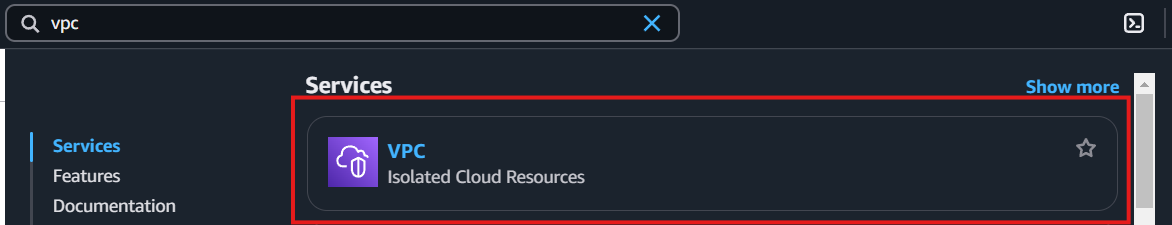 vpc
Services
Show more
Services
Features
Documentation
VPC
Isolated Cloud Resources